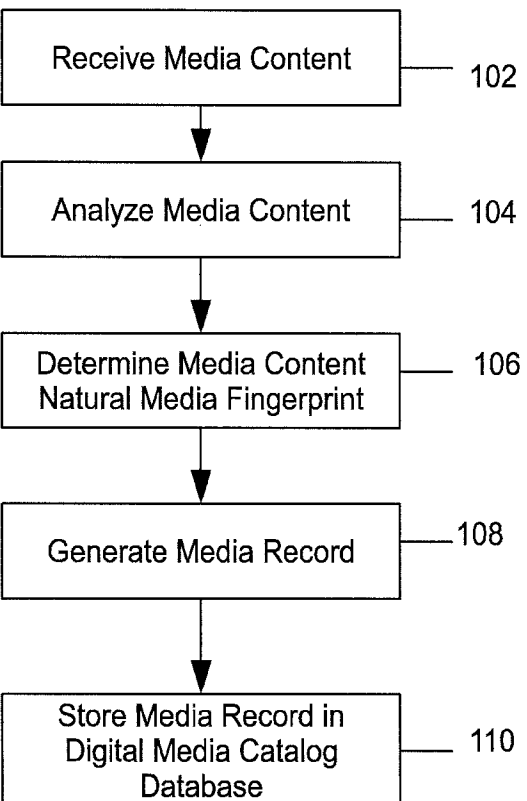 Receive Media Content
102
Analyze Media Content
104
Determine Media Content
Natural Media Fingerprint
106
Generate Media Record
108
Store Media Record in
Digital Media Catalog
Database
110